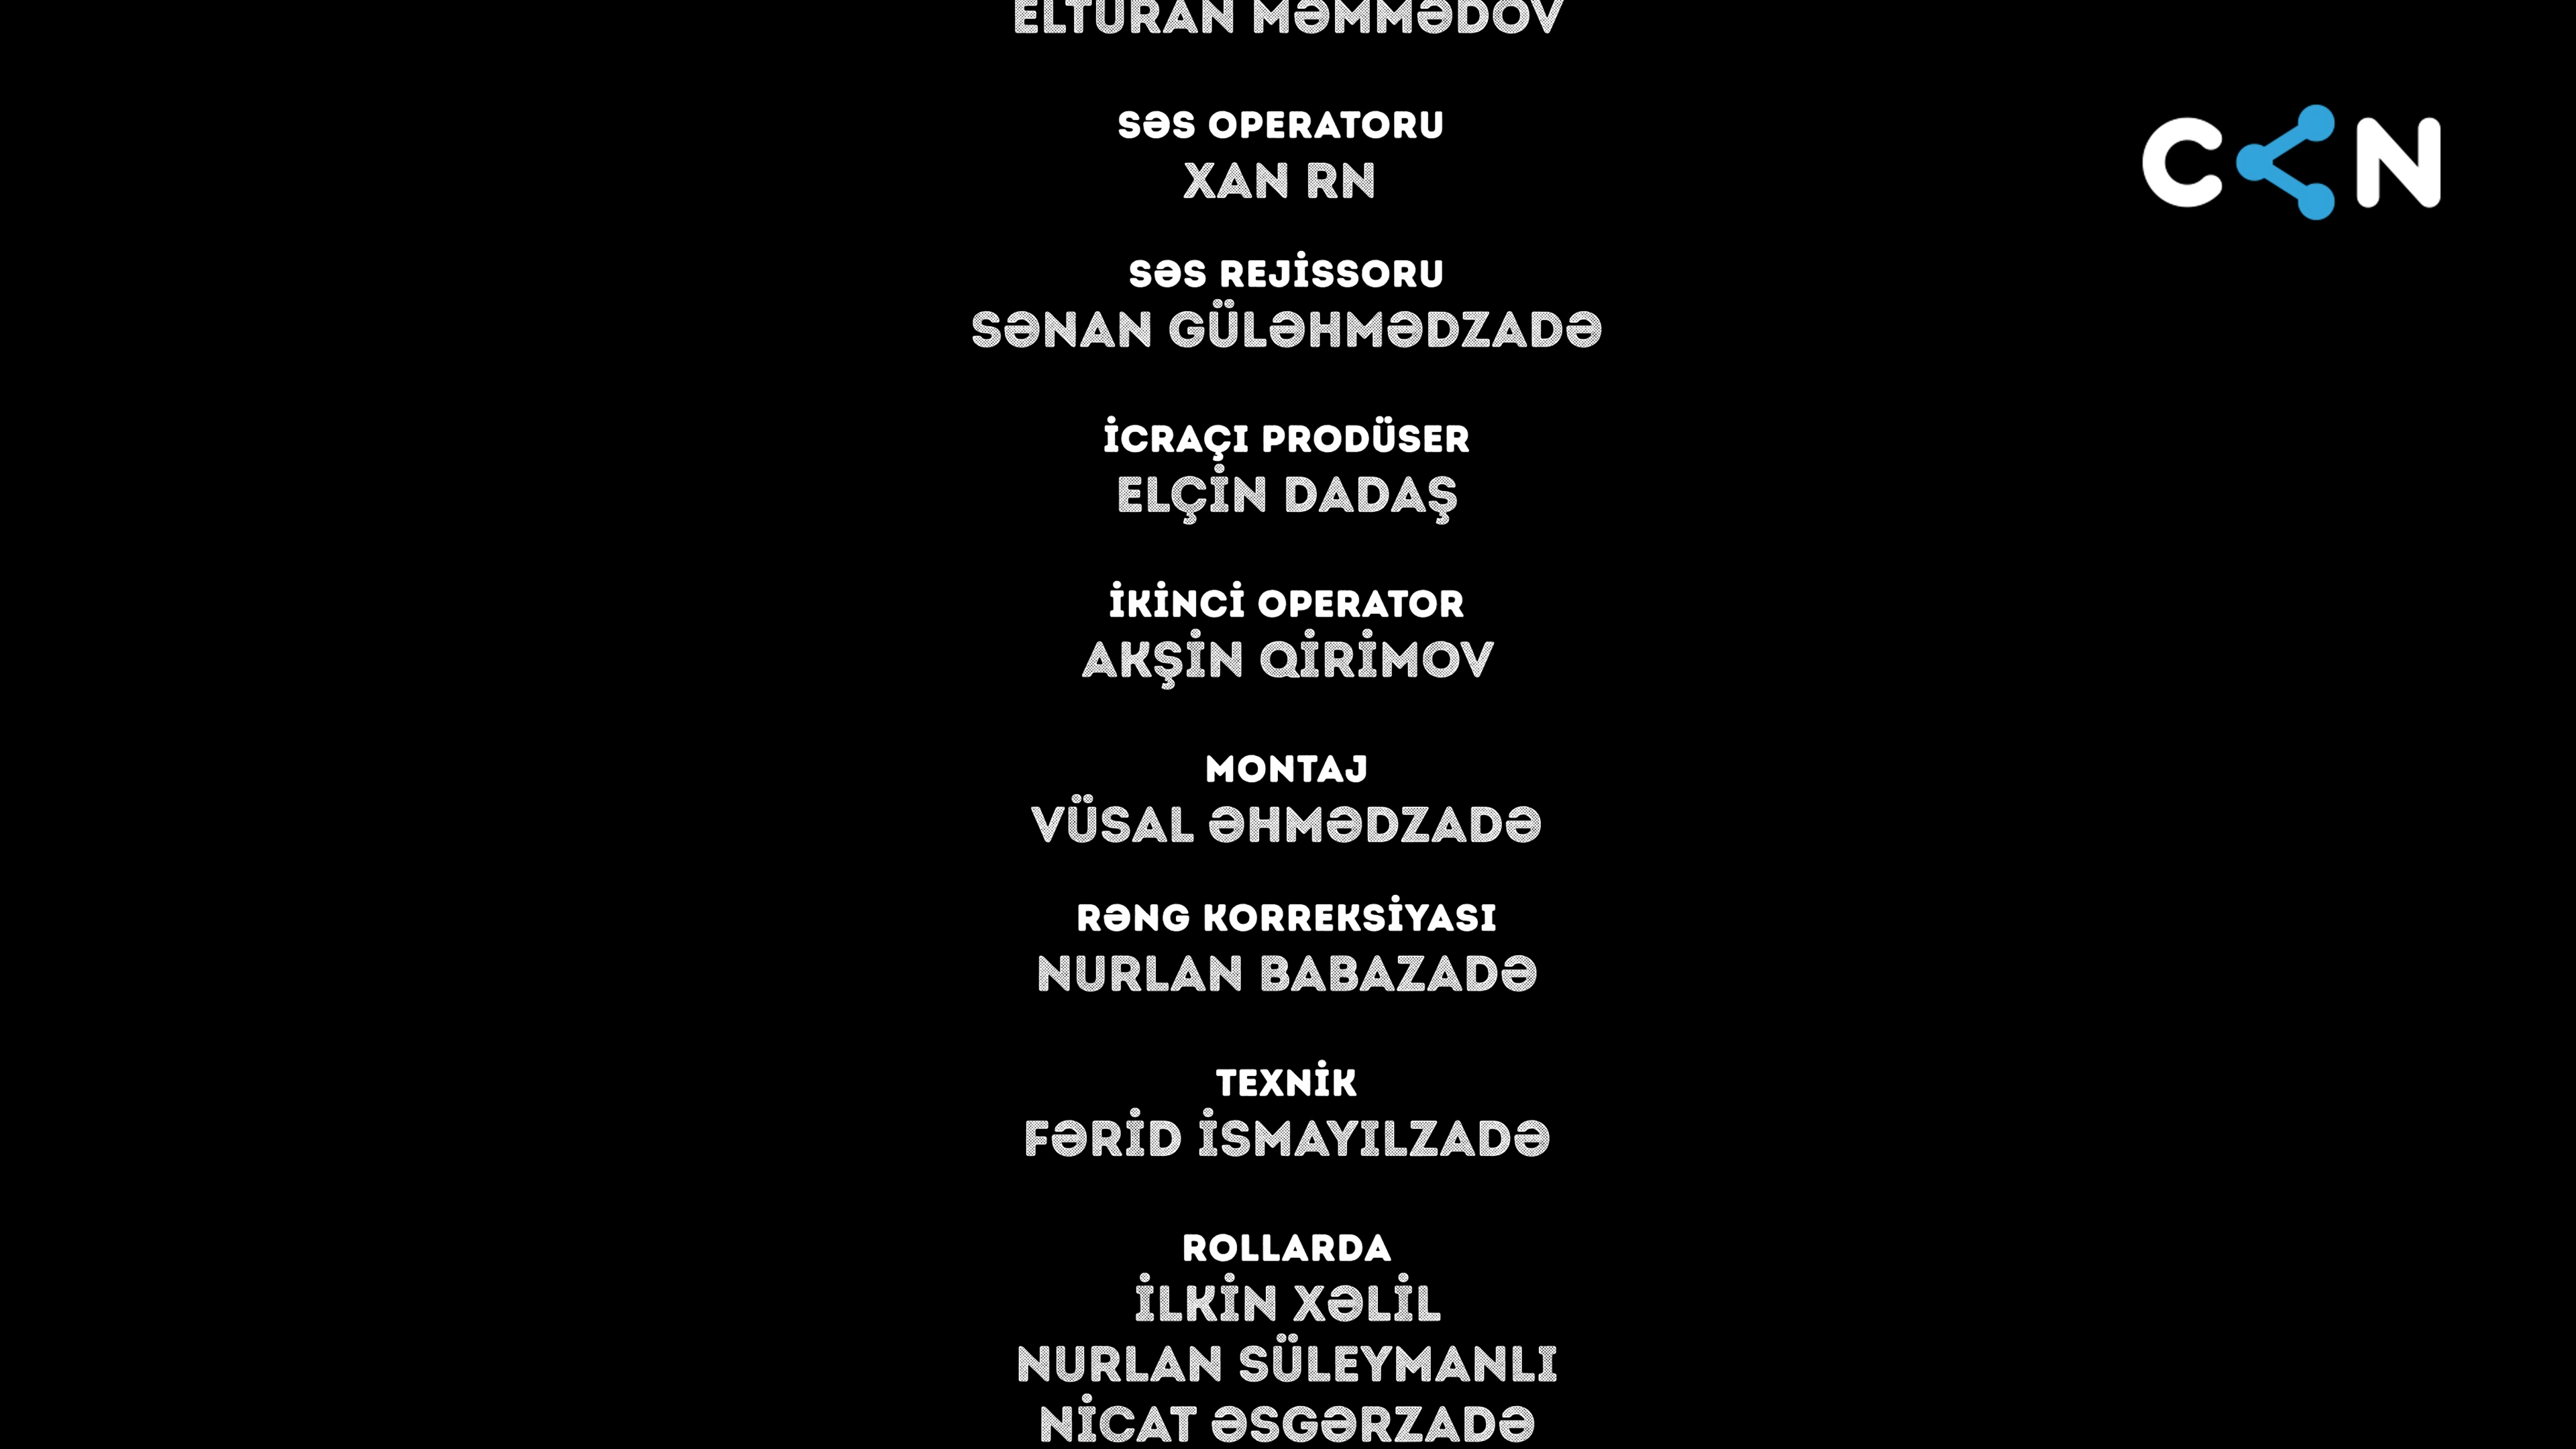 ELTURAN MƏMMƏDOV
SƏS OPERATORU
XAN RN
SƏS REJİSSORU
SƏNAN GÜLƏHMƏDZADƏ
İCRAÇI PRODÜSER
ELÇİN DADAŞ
İKİNCİ OPERATOR
AKŞİN QİRİMOV
MONTAJ
VÜSAL ƏHMƏDZADƏ
RƏNG KORREKSİYASI
NURLAN BABAZADƏ
TEXNİK
FƏRİD İSMAYILZADƏ
ROLLARDA
İLKİN XƏLİL
NURLAN SÜLEYMANLI
NİCAT ƏSGƏRZADƏ
C<N